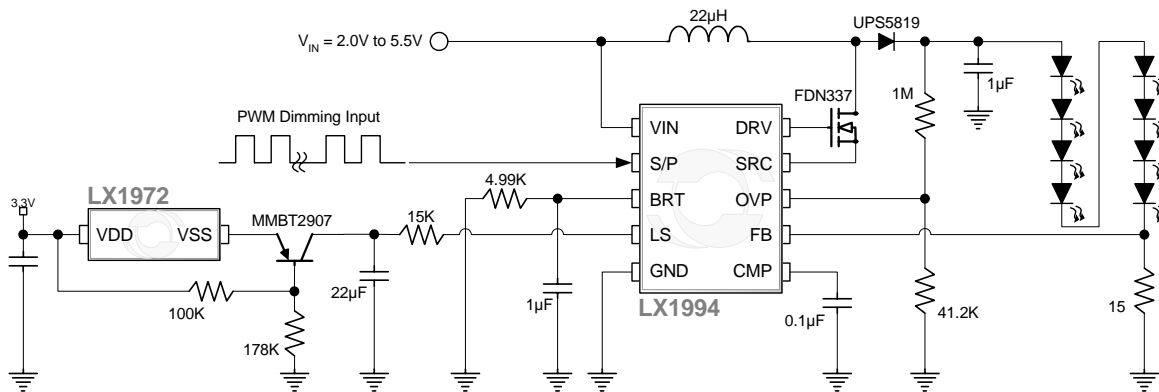 22µH
UPS5819
V_IN = 2.0V to 5.5V
1µF
1M
FDN337
PWM Dimming Input
VIN
DRV
S/P
SRC
4.99K
LX1972
BRT
OVP
3.3V
MMBT2907
15K
VDD
VSS
LS
FB
GND
CMP
22µF
1µF
LX1994
100K
0.1µF
41.2K
15
178K